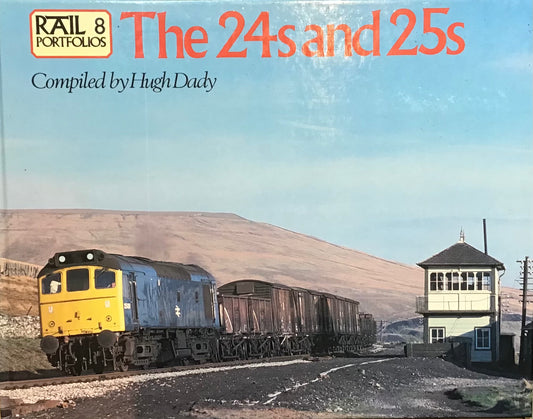 RAIL 8
PORTFOLIOS
The 24s and 25s
Compiled by Hugh Dady